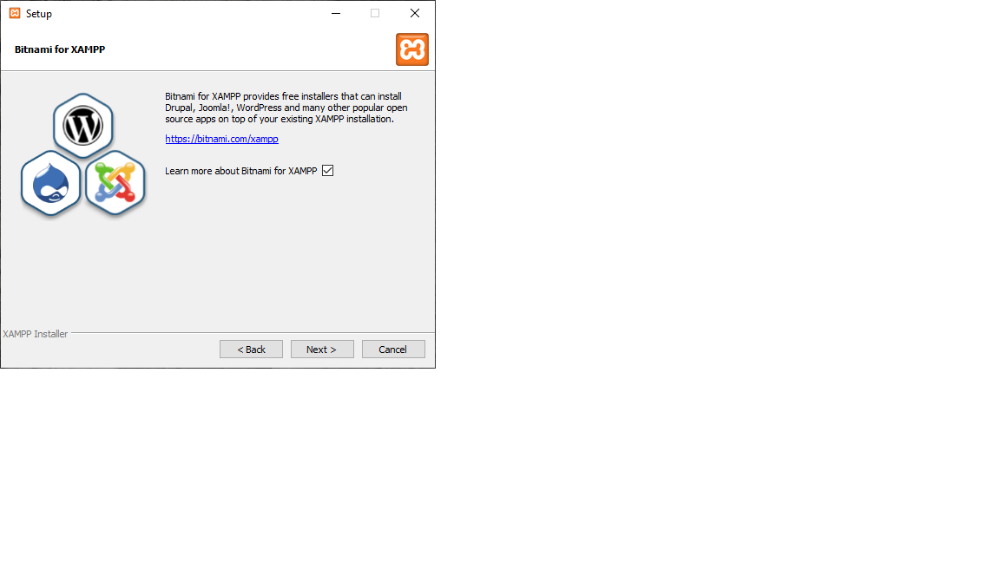 Setup
Bitnami for XAMPP
Bitnami for XAMPP provides free installers that can install
Drupal, Joomla!, WordPress and many other popular open
source apps on top of your existing XAMPP installation.
https://bitnami.com/xampp
Learn more about Bitnami for XAMPP
XAMPP Installer
< Back
Next >
Cancel